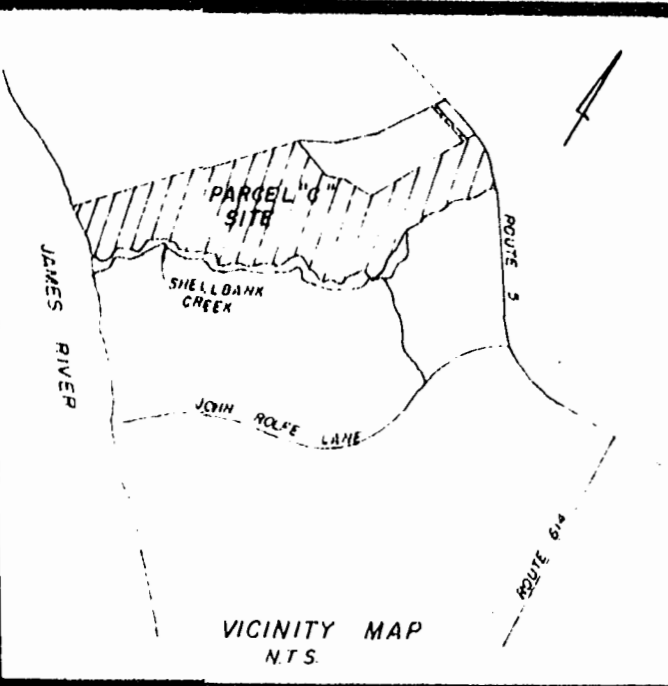 PARCEL "C"
SITE
ROUTE 5
JAMES RIVER
SHELLBANK
CREEK
JOHN ROLFE LANE
ROUTE 614
VICINITY MAP
N.T.S.